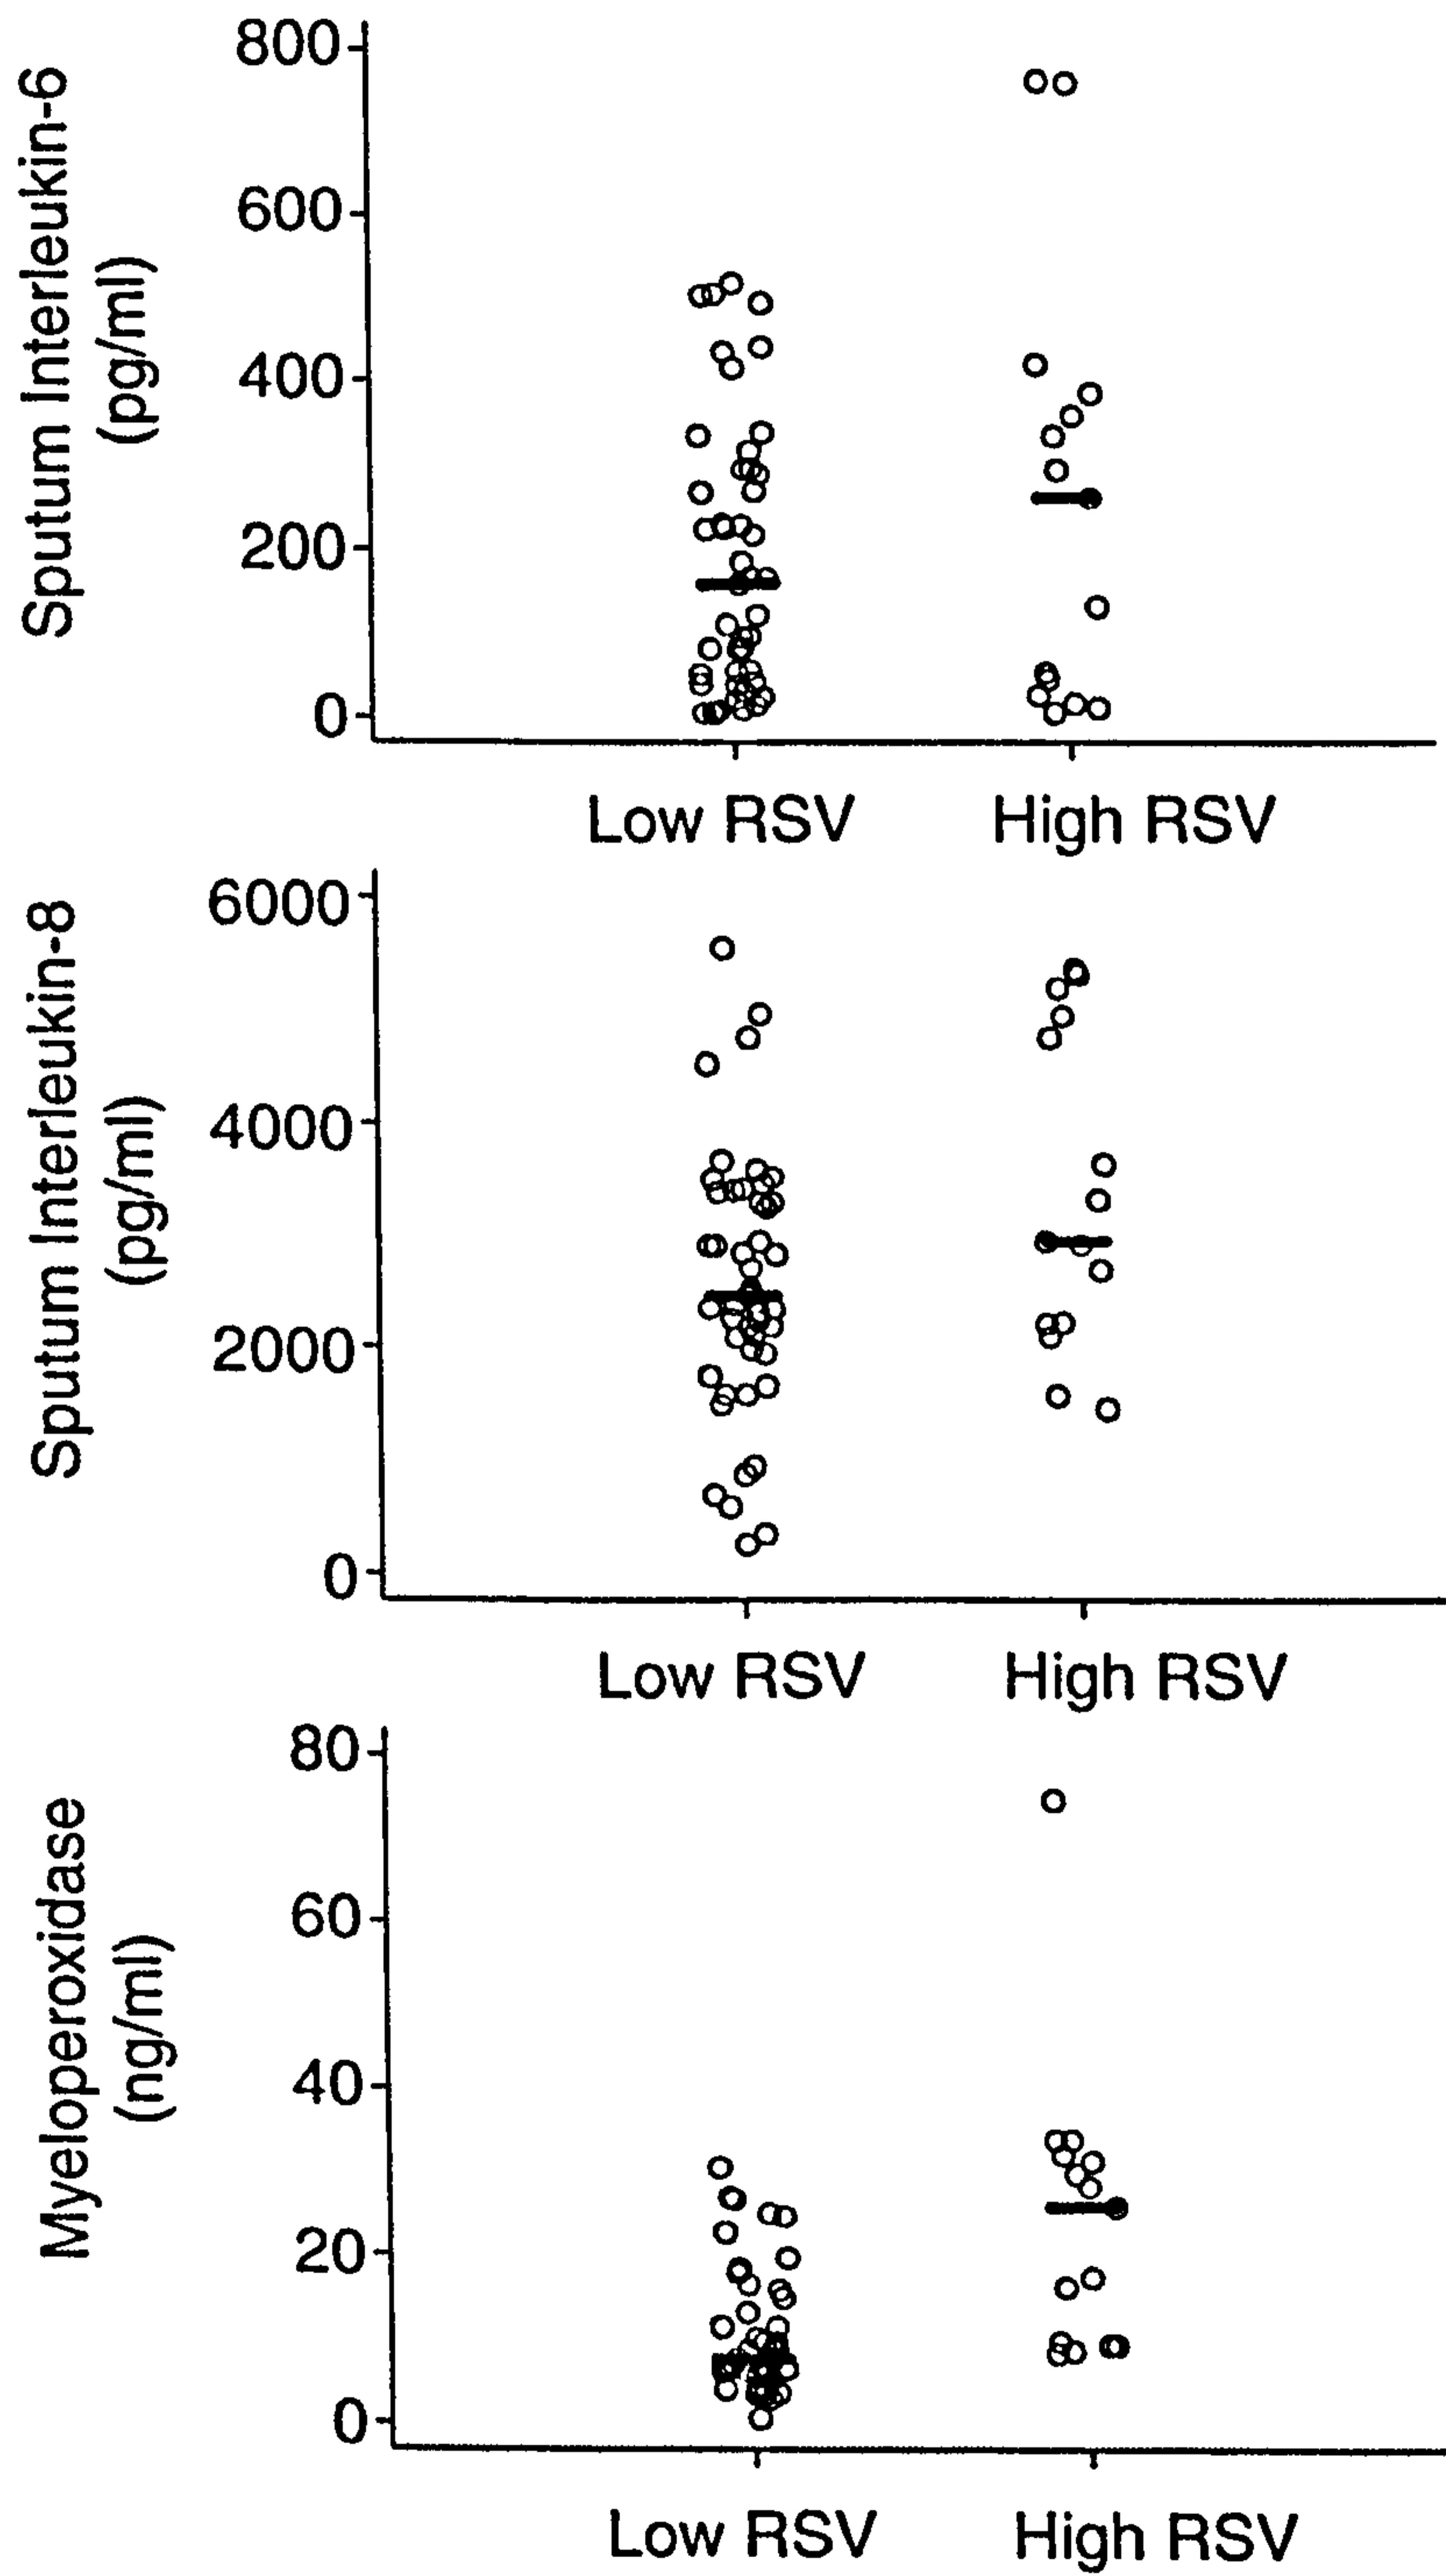 Sputum Interleukin-6
(pg/ml)
800
600
400
200
0
Low RSV High RSV
Sputum Interleukin-8
(pg/ml)
6000
4000
2000
0
Low RSV High RSV
Myeloperoxidase
(ng/ml)
80
60
40
20
0
Low RSV High RSV